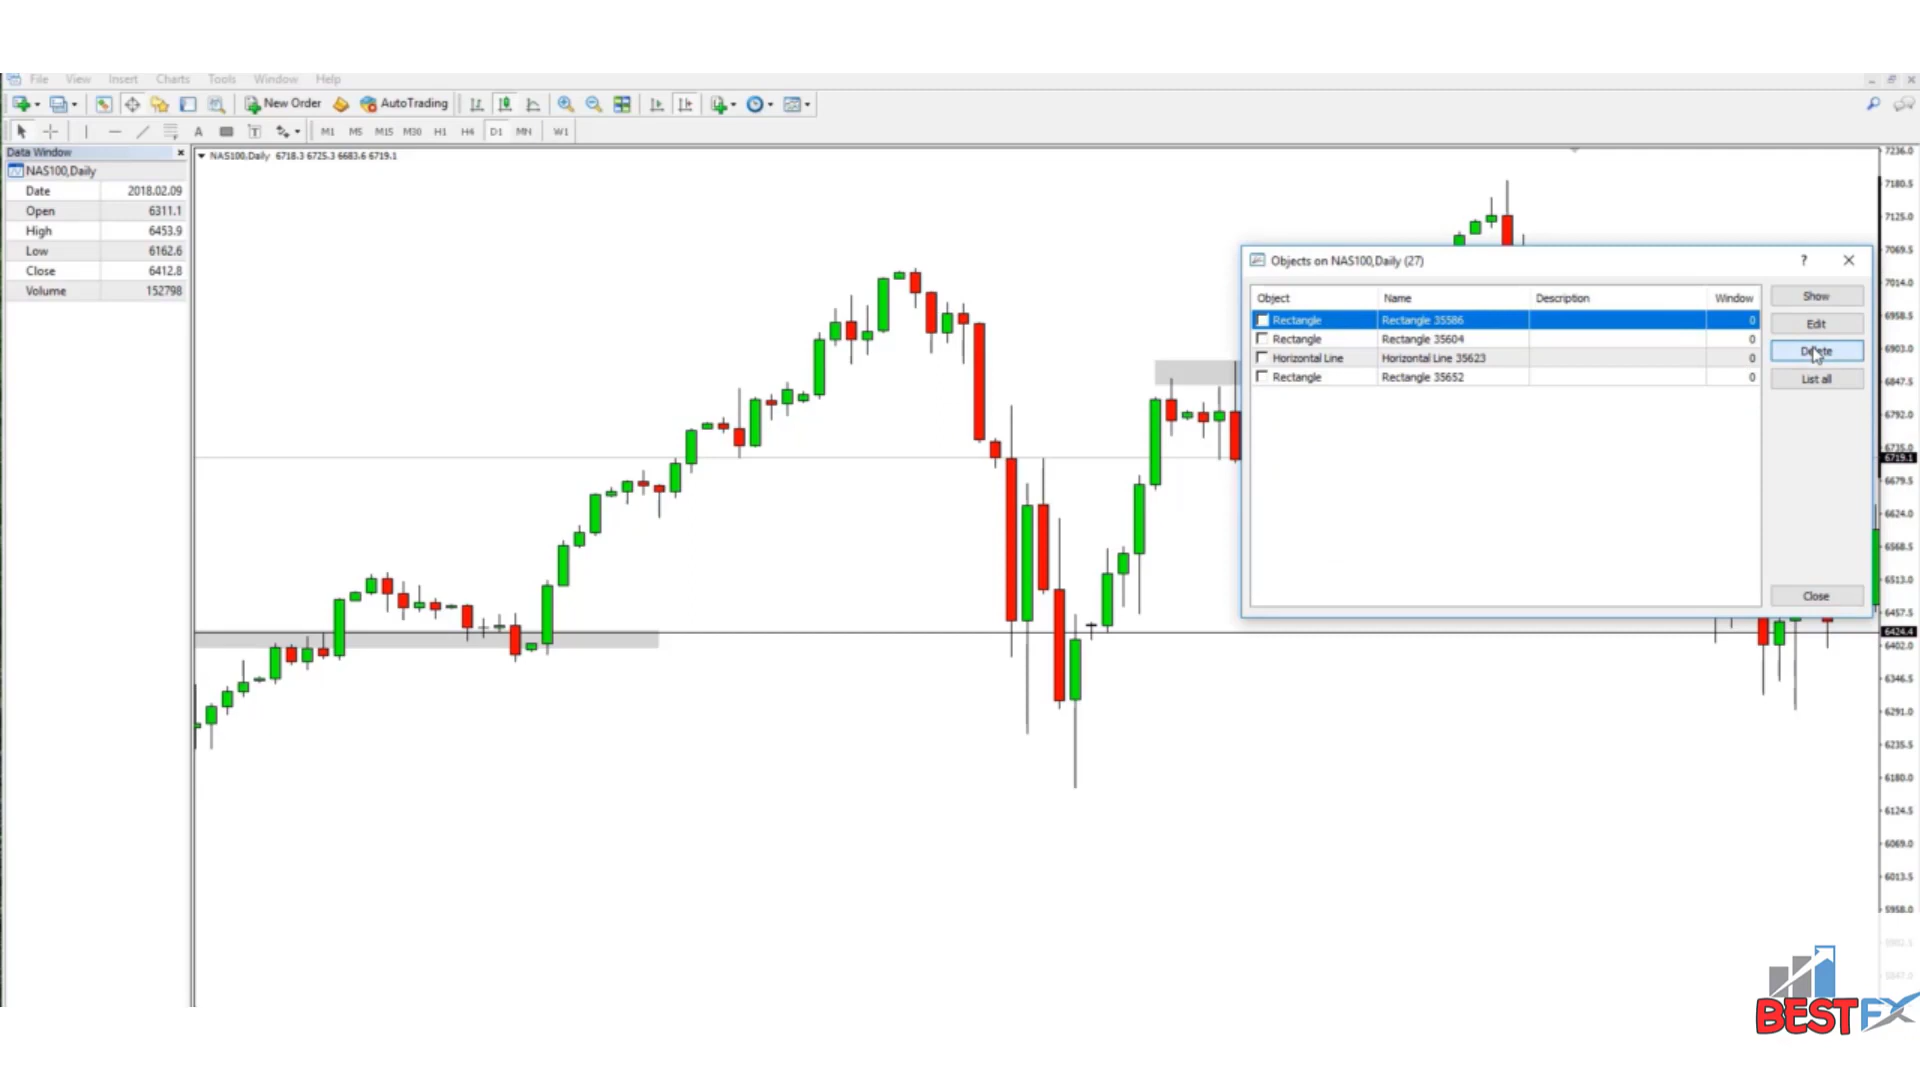 File View Insert Charts Tools Window Help
New Order AutoTrading
A T M1 M5 M15 M30 H1 H4 D1 MN W1
Data Window
NAS100,Daily
Date 2018.02.09
Open 6311.1
High 6453.9
Low 6162.6
Close 6412.8
Volume 152798
NAS100,Daily 6718.3 6725.3 6683.6 6719.1
Objects on NAS100,Daily (27) ?
Object Name Description Window
Rectangle Rectangle 35586 0
Rectangle Rectangle 35604 0
Horizontal Line Horizontal Line 35623 0
Rectangle Rectangle 35652 0
Show
Edit
Delete
List all
Close
7236.0
7180.5
7125.0
7069.5
7014.0
6958.5
6903.0
6847.5
6792.0
6735.0
6719.1
6679.5
6624.0
6568.5
6513.0
6457.5
6424.4
6402.0
6346.5
6291.0
6235.5
6180.0
6124.5
6069.0
6013.5
5958.0
BESTFX